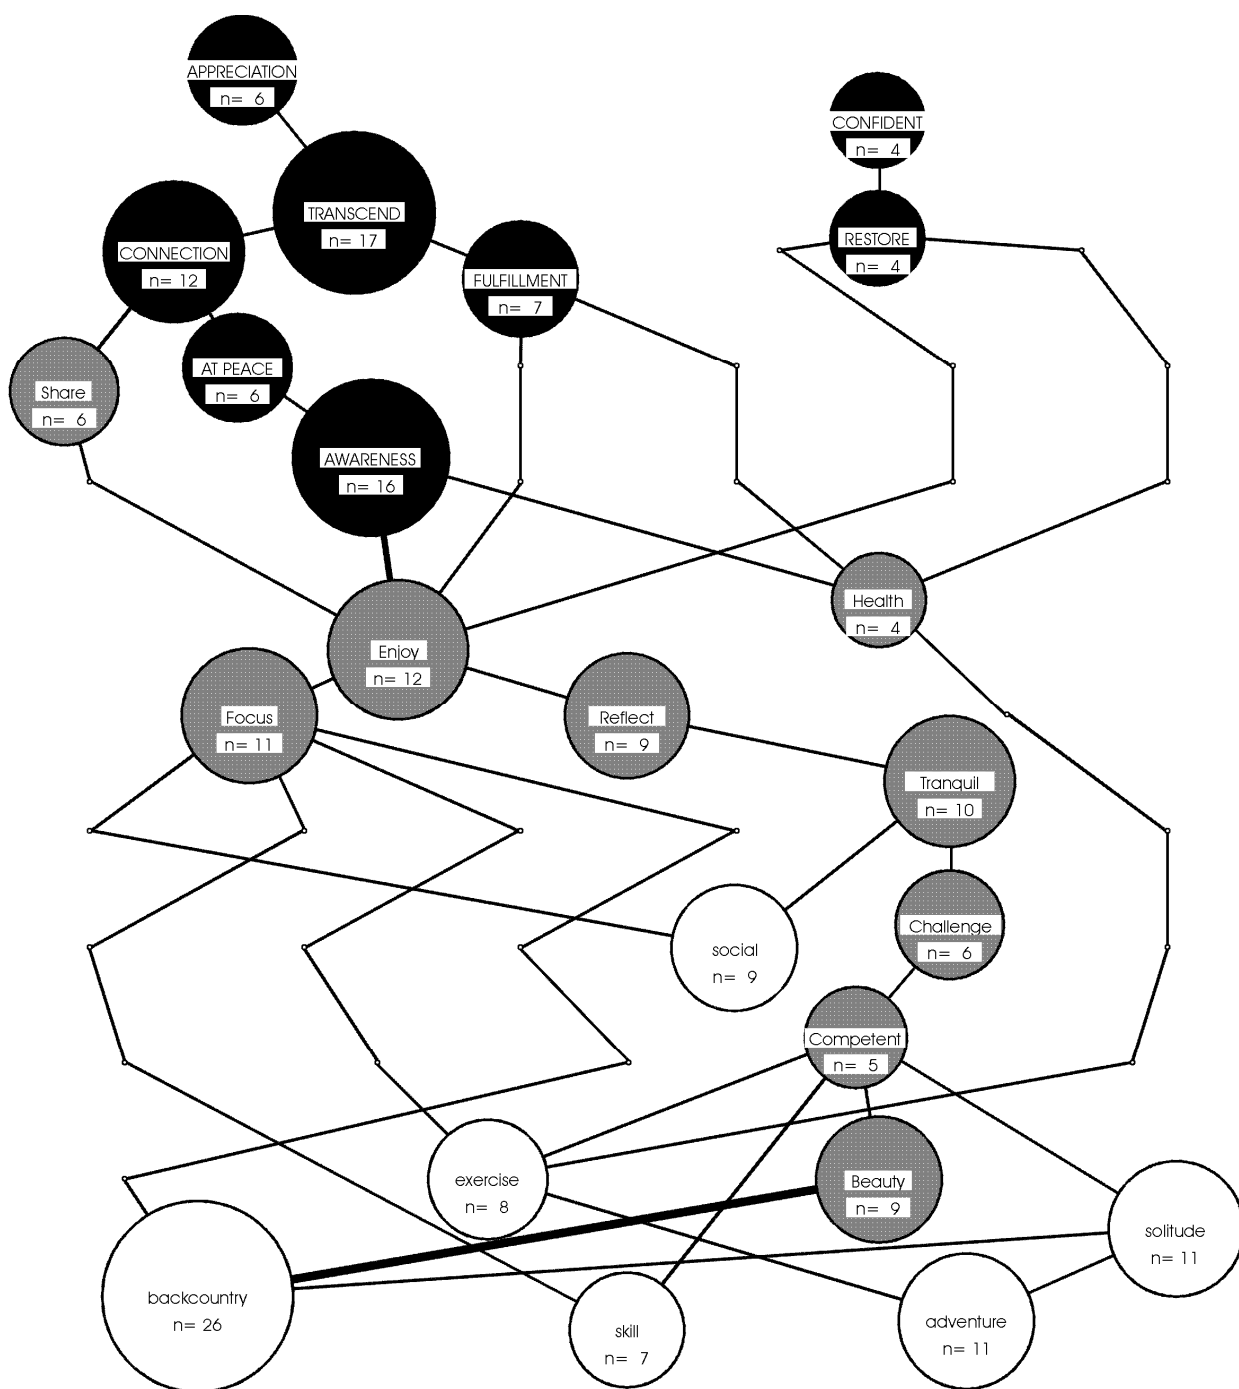 APPRECIATION
n= 6
CONFIDENT
n= 4
TRANSCEND
n= 17
RESTORE
n= 4
CONNECTION
n= 12
FULFILLMENT
n= 7
AT PEACE
n= 6
Share
n= 6
AWARENESS
n= 16
Health
n= 4
Enjoy
n= 12
Focus
n= 11
Reflect
n= 9
Tranquil
n= 10
Challenge
n= 6
social
n= 9
Competent
n= 5
exercise
n= 8
Beauty
n= 9
solitude
n= 11
backcountry
n= 26
skill
n= 7
adventure
n= 11